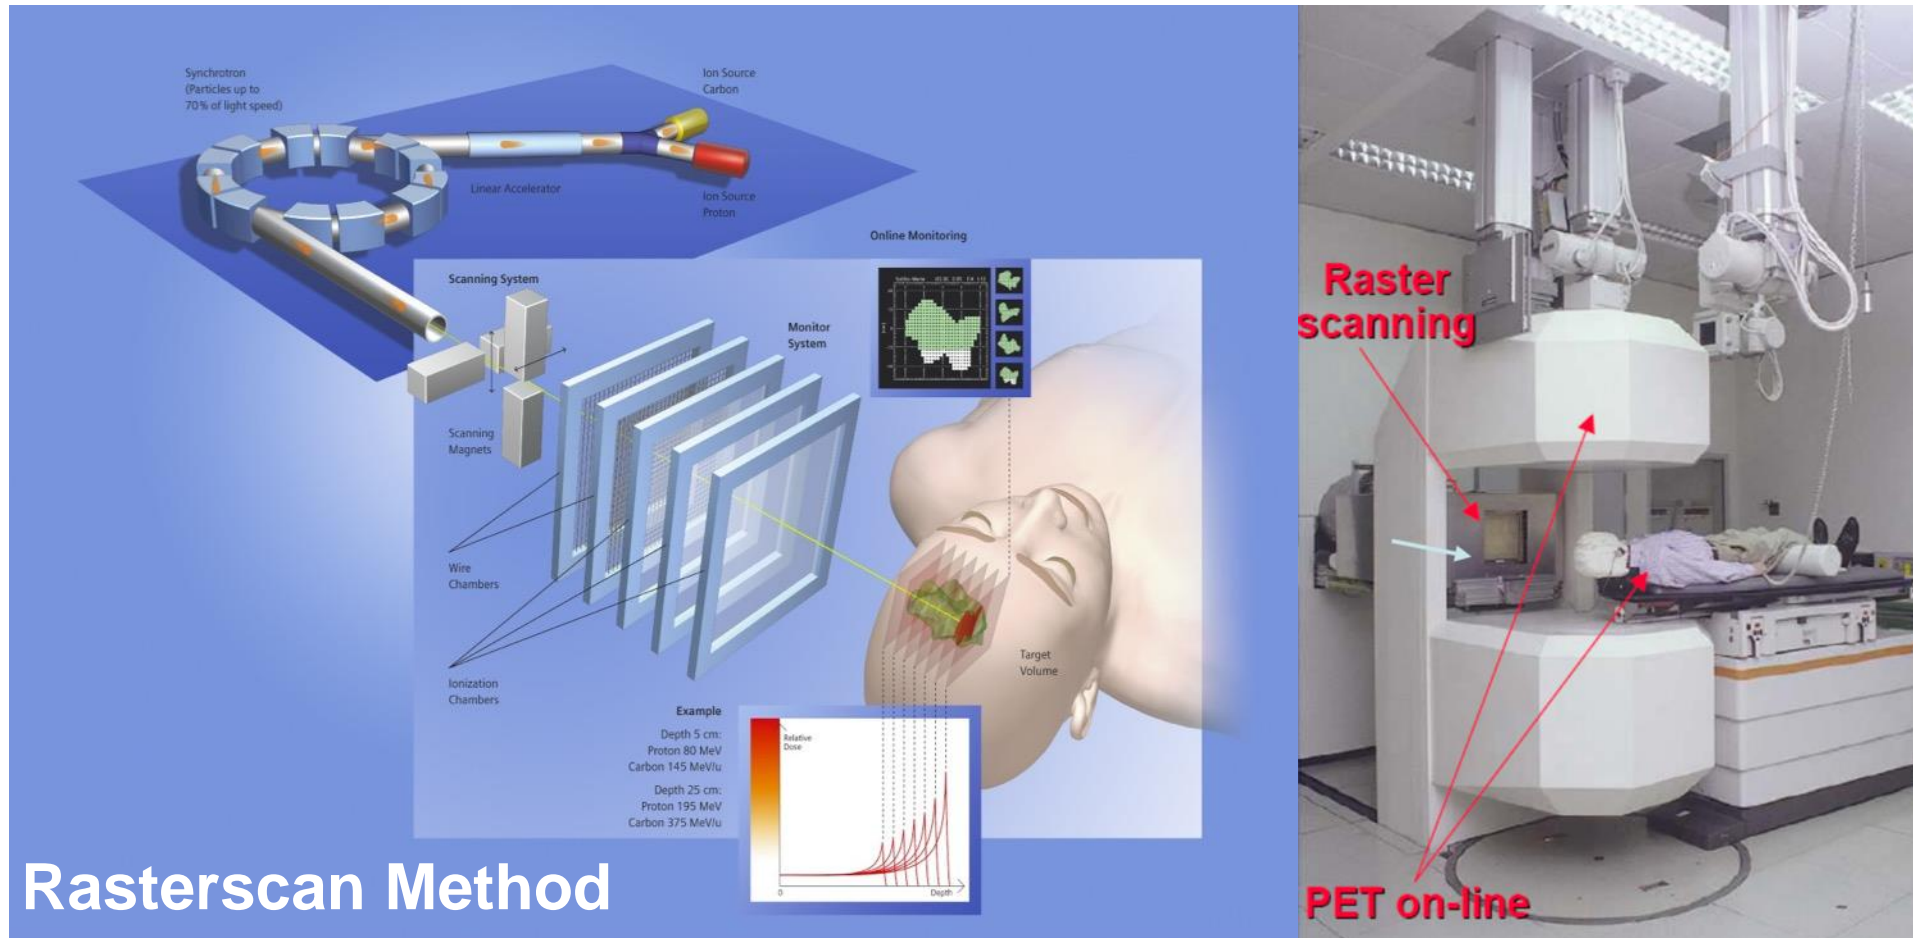 Synchrotron
(Particles up to
70% of light speed)
Ion Source
Carbon
Linear Accelerator
Ion Source
Proton
Online Monitoring
Scanning System
Monitor
System
Scanning
Magnets
Wire
Chambers
Ionization
Chambers
Target
Volume
Example
Depth 5 cm:
Proton 80 MeV
Carbon 145 MeV/u
Depth 25 cm:
Proton 195 MeV
Carbon 375 MeV/u
Relative
Dose
0
Depth
Rasterscan Method
Raster
scanning
PET on-line